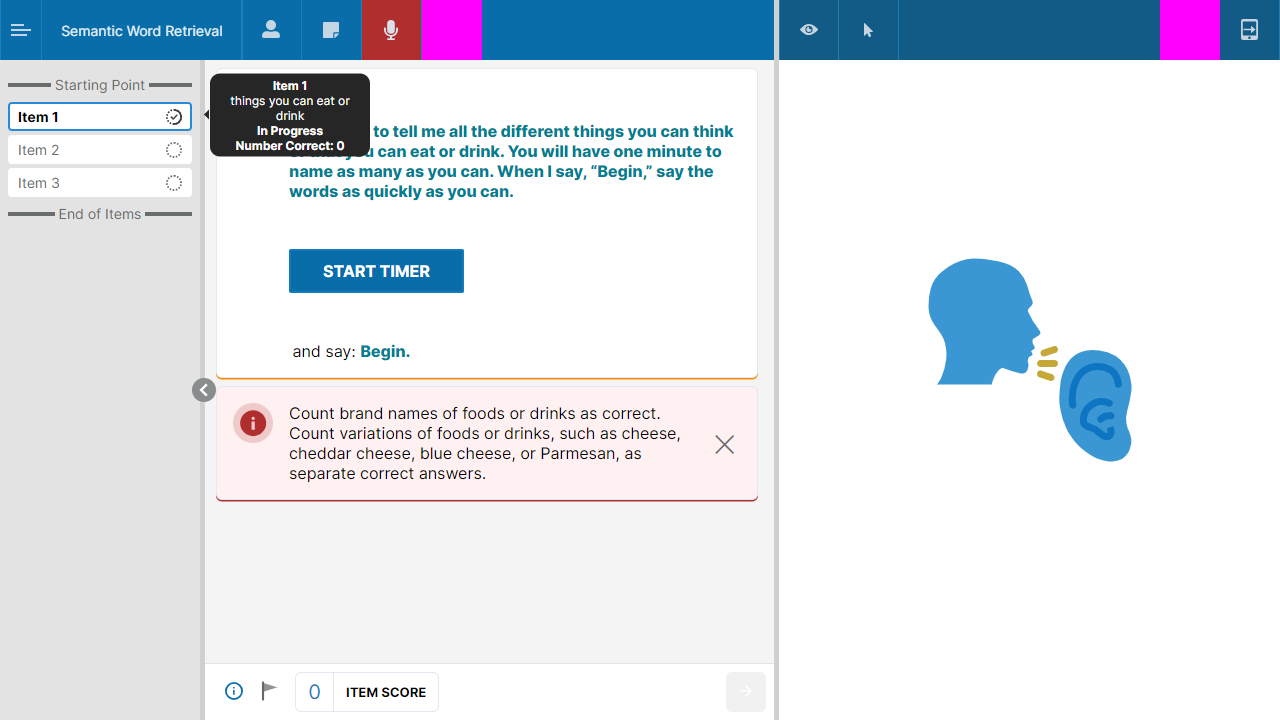 Semantic Word Retrieval
Starting Point
Item 1
Item 2
Item 3
End of Items
Item 1
things you can eat or
drink
In Progress
Number Correct: 0
to tell me all the different things you can think
can eat or drink. You will have one minute to
name as many as you can. When I say, “Begin,” say the
words as quickly as you can.
START TIMER
and say: Begin.
Count brand names of foods or drinks as correct.
Count variations of foods or drinks, such as cheese,
cheddar cheese, blue cheese, or Parmesan, as
separate correct answers.
0 ITEM SCORE